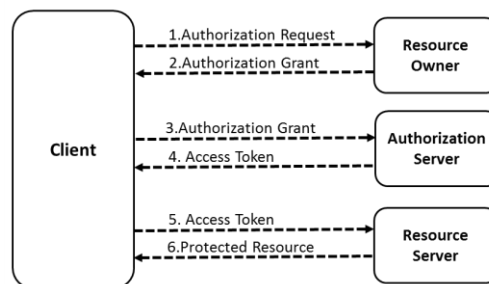 1.Authorization Request
2.Authorization Grant
Resource
Owner
Client
3.Authorization Grant
4. Access Token
Authorization
Server
5. Access Token
6.Protected Resource
Resource
Server